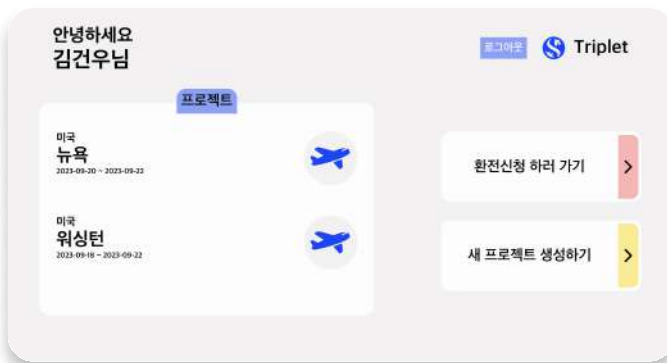 안녕하세요
김건우님
로그아웃
Triplet
프로젝트
미국
뉴욕
2023-09-20 ~ 2023-09-22
미국
워싱턴
2023-09-18 ~ 2023-09-22
환전신청 하러 가기
새 프로젝트 생성하기